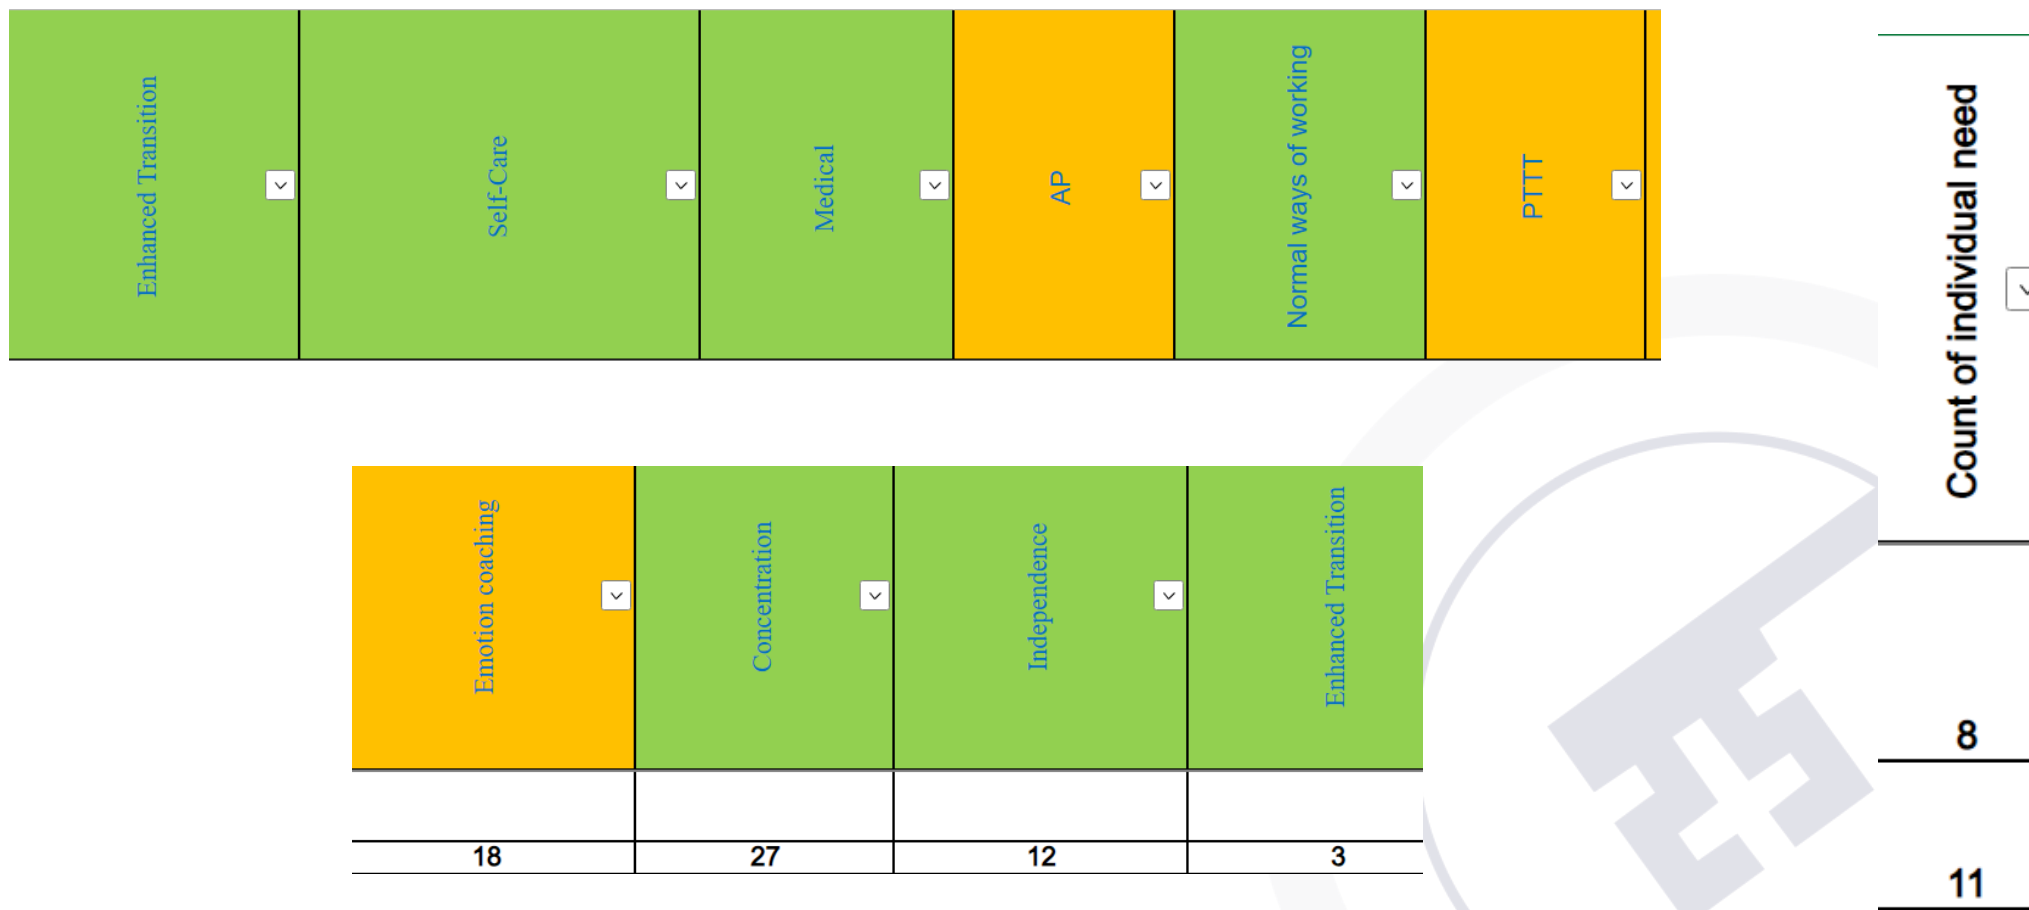 Enhanced Transition
Self-Care
Medical
AP
Normal ways of working
PTTT
Count of individual need
8
11
Emotion coaching
Concentration
Independence
Enhanced Transition
18
27
12
3